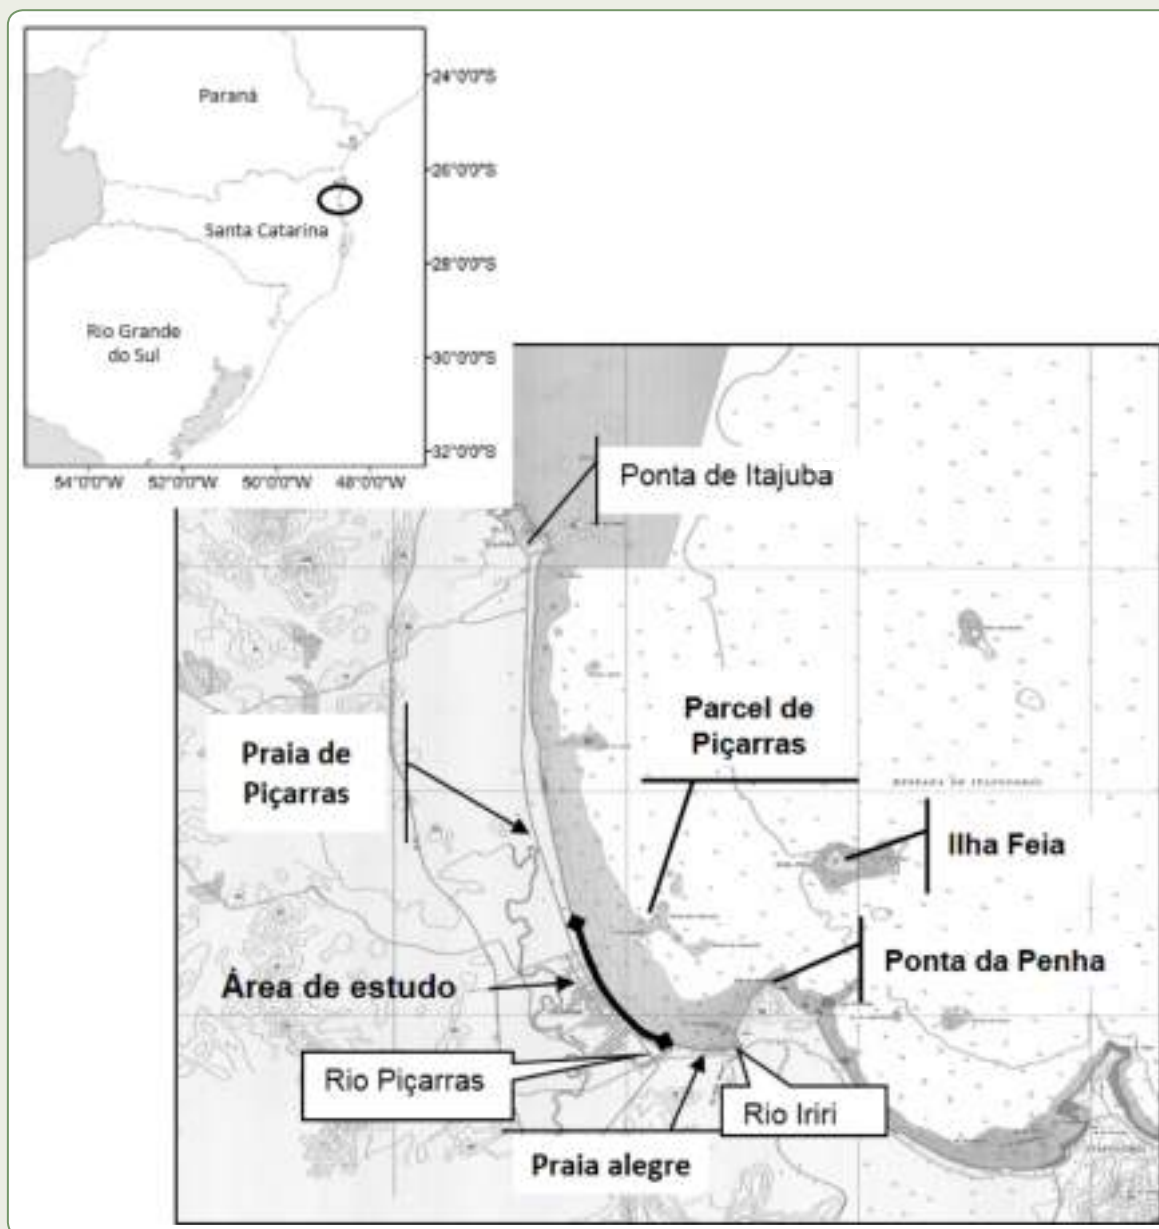 Paraná
Santa Catarina
Rio Grande
do Sul
24°0'0"S
26°0'0"S
28°0'0"S
30°0'0"S
32°0'0"S
54°0'0"W
52°0'0"W
50°0'0"W
48°0'0"W
Ponta de Itajuba
Parcel de
Piçarras
Praia de
Piçarras
Ilha Feia
Ponta da Penha
Área de estudo
Rio Piçarras
Rio Iriri
Praia alegre